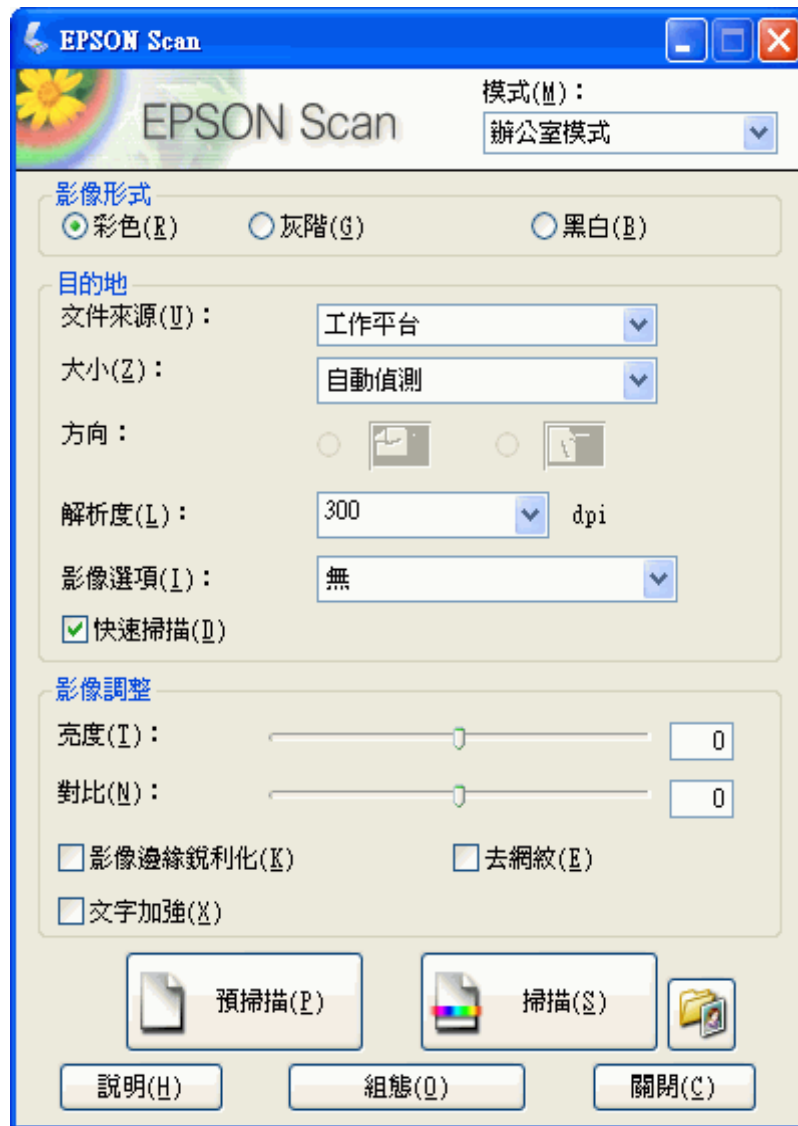 EPSON Scan
EPSON Scan
模式(M)：
辦公室模式
影像形式
彩色(R) 灰階(G) 黑白(B)
目的地
文件來源(U)： 工作平台
大小(Z)： 自動偵測
方向：
解析度(L)： 300 dpi
影像選項(I)： 無
快速掃描(D)
影像調整
亮度(T)： 0
對比(N)： 0
影像邊緣銳利化(K) 去網紋(E)
文字加強(X)
預掃描(P) 掃描(S)
說明(H) 組態(O) 關閉(C)